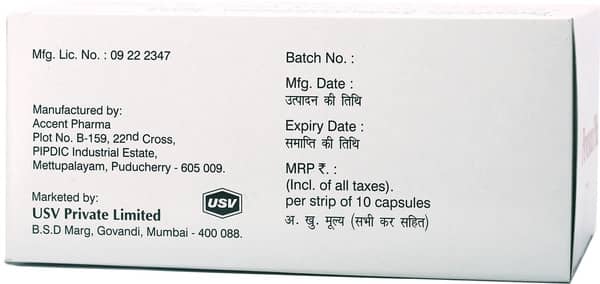 Mfg. Lic. No. : 09 22 2347
Manufactured by:
Accent Pharma
Plot No. B-159, 22nd Cross,
PIPDIC Industrial Estate,
Mettupalayam, Puducherry - 605 009.
Marketed by:
USV Private Limited
B.S.D Marg, Govandi, Mumbai - 400 088.
USV
Batch No. :
Mfg. Date :
उत्पादन की तिथि
Expiry Date :
समाप्ति की तिथि
MRP ₹. :
(Incl. of all taxes).
per strip of 10 capsules
अ. खु. मूल्य (सभी कर सहित)